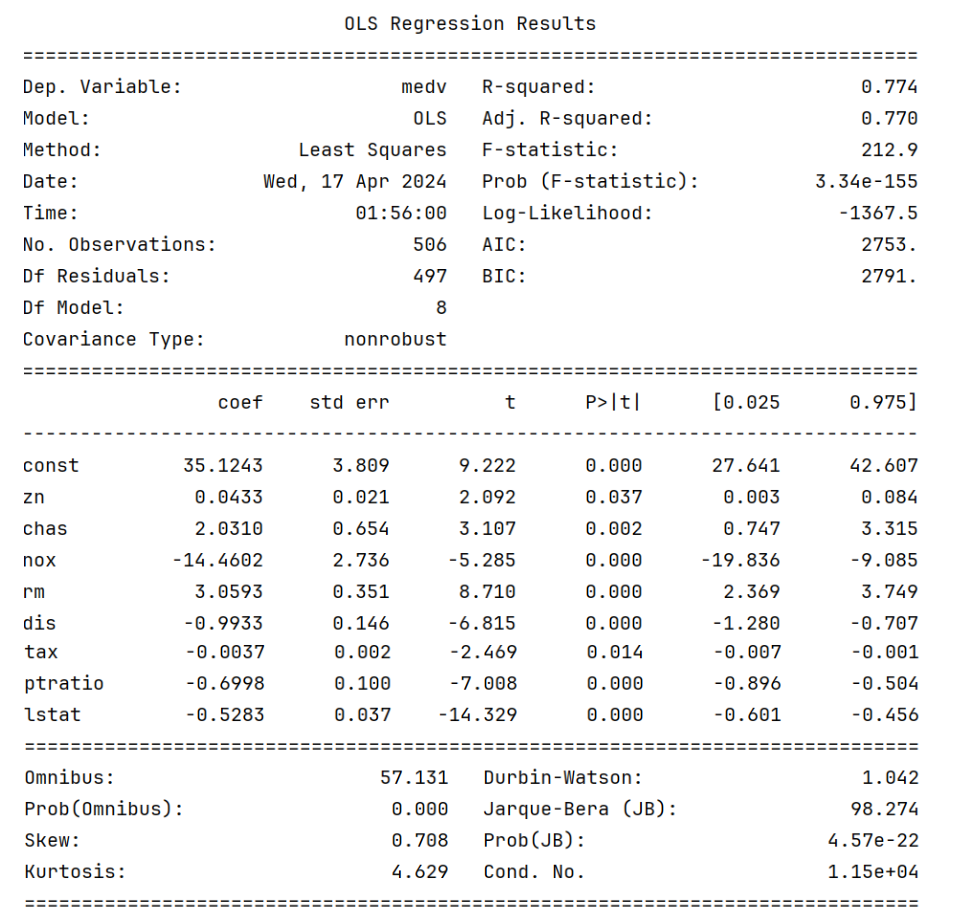 OLS Regression Results
==============================================================================
Dep. Variable: medv R-squared: 0.774
Model: OLS Adj. R-squared: 0.770
Method: Least Squares F-statistic: 212.9
Date: Wed, 17 Apr 2024 Prob (F-statistic): 3.34e-155
Time: 01:56:00 Log-Likelihood: -1367.5
No. Observations: 506 AIC: 2753.
Df Residuals: 497 BIC: 2791.
Df Model: 8
Covariance Type: nonrobust
==============================================================================
coef std err t P>|t| [0.025 0.975]
------------------------------------------------------------------------------
const 35.1243 3.809 9.222 0.000 27.641 42.607
zn 0.0433 0.021 2.092 0.037 0.003 0.084
chas 2.0310 0.654 3.107 0.002 0.747 3.315
nox -14.4602 2.736 -5.285 0.000 -19.836 -9.085
rm 3.0593 0.351 8.710 0.000 2.369 3.749
dis -0.9933 0.146 -6.815 0.000 -1.280 -0.707
tax -0.0037 0.002 -2.469 0.014 -0.007 -0.001
ptratio -0.6998 0.100 -7.008 0.000 -0.896 -0.504
lstat -0.5283 0.037 -14.329 0.000 -0.601 -0.456
==============================================================================
Omnibus: 57.131 Durbin-Watson: 1.042
Prob(Omnibus): 0.000 Jarque-Bera (JB): 98.274
Skew: 0.708 Prob(JB): 4.57e-22
Kurtosis: 4.629 Cond. No. 1.15e+04
==============================================================================